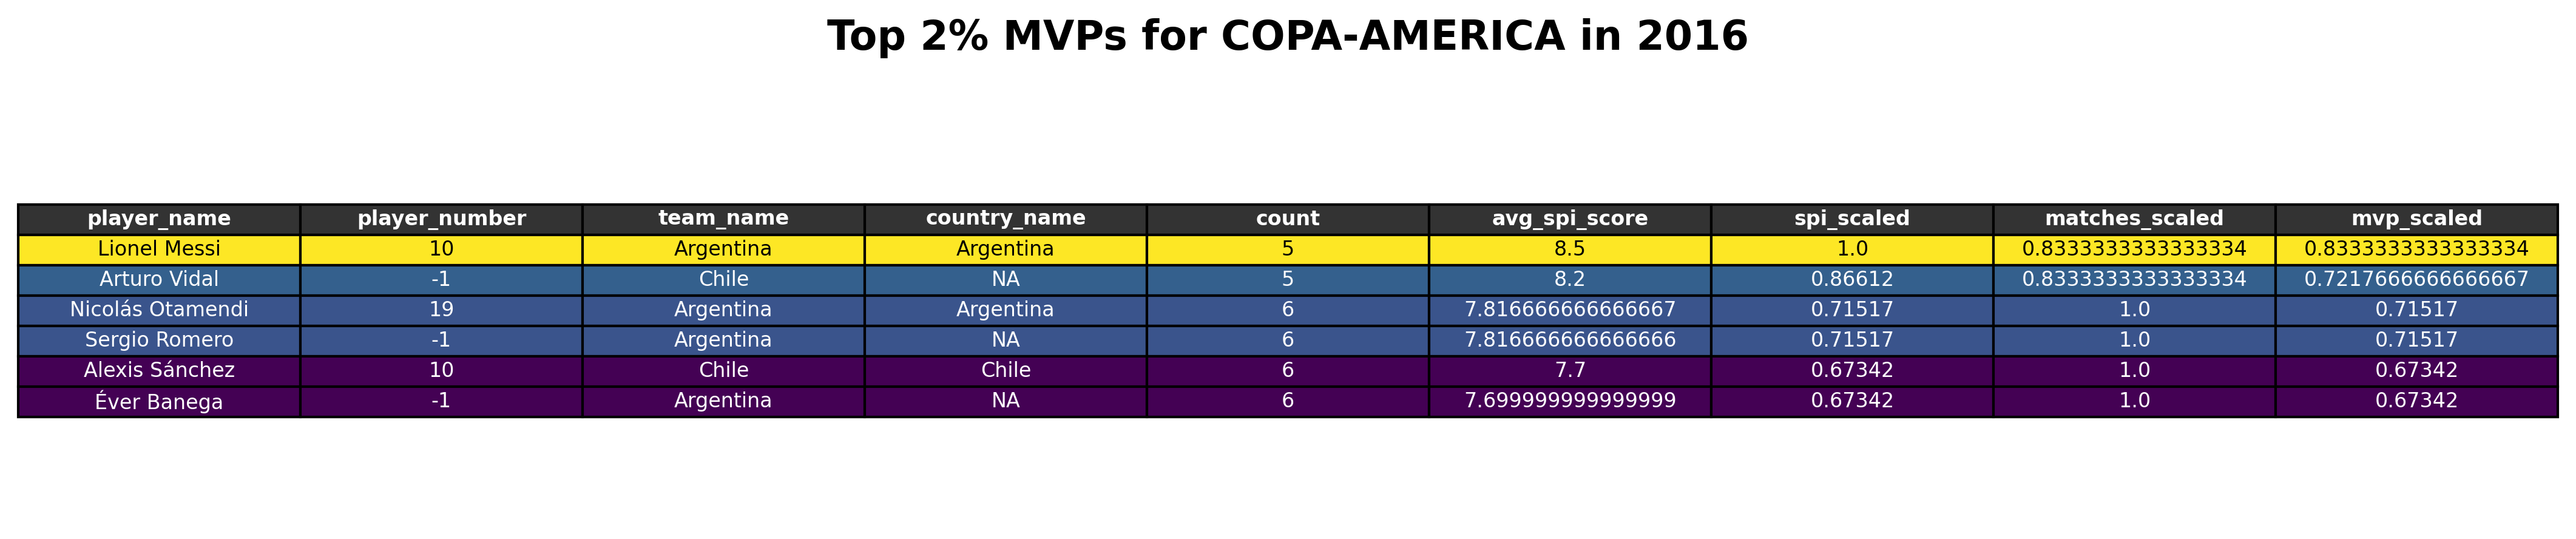 Top 2% MVPs for COPA-AMERICA in 2016
player_name player_number team_name country_name count avg_spi_score spi_scaled matches_scaled mvp_scaled
Lionel Messi 10 Argentina Argentina 5 8.5 1.0 0.8333333333333334 0.8333333333333334
Arturo Vidal -1 Chile NA 5 8.2 0.86612 0.8333333333333334 0.7217666666666667
Nicolás Otamendi 19 Argentina Argentina 6 7.816666666666667 0.71517 1.0 0.71517
Sergio Romero -1 Argentina NA 6 7.816666666666666 0.71517 1.0 0.71517
Alexis Sánchez 10 Chile Chile 6 7.7 0.67342 1.0 0.67342
Éver Banega -1 Argentina NA 6 7.699999999999999 0.67342 1.0 0.67342